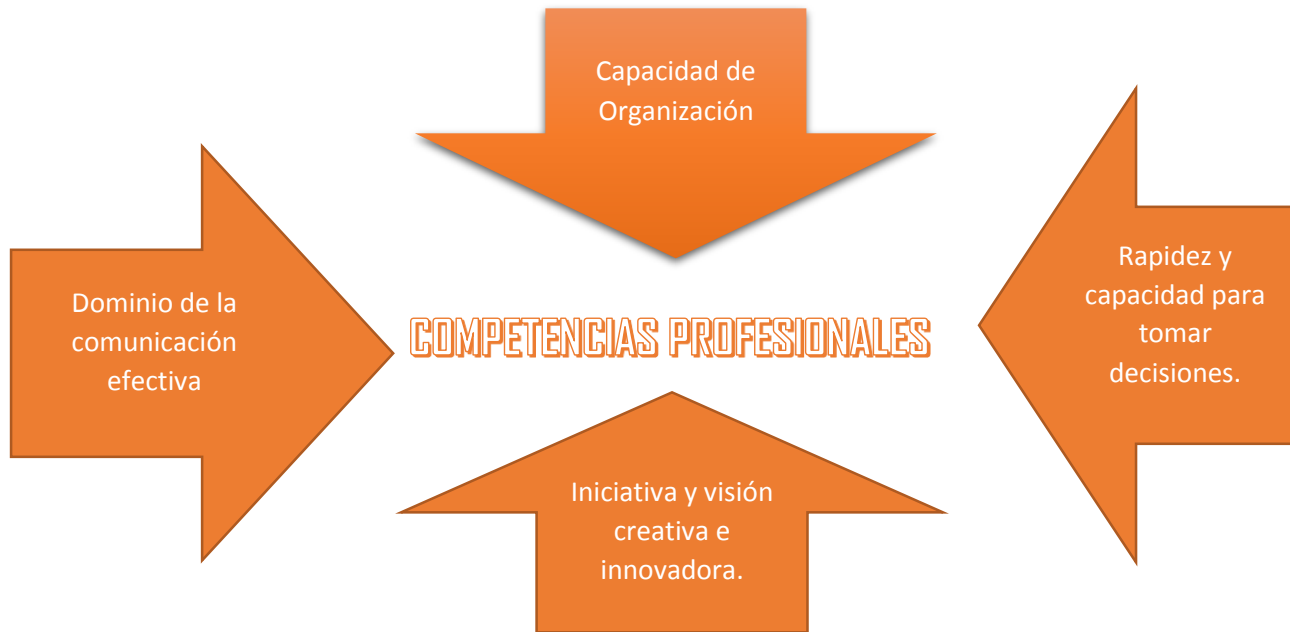 Capacidad de
Organización
Dominio de la
comunicación
efectiva
COMPETENCIAS PROFESIONALES
Rapidez y
capacidad para
tomar
decisiones.
Iniciativa y visión
creativa e
innovadora.